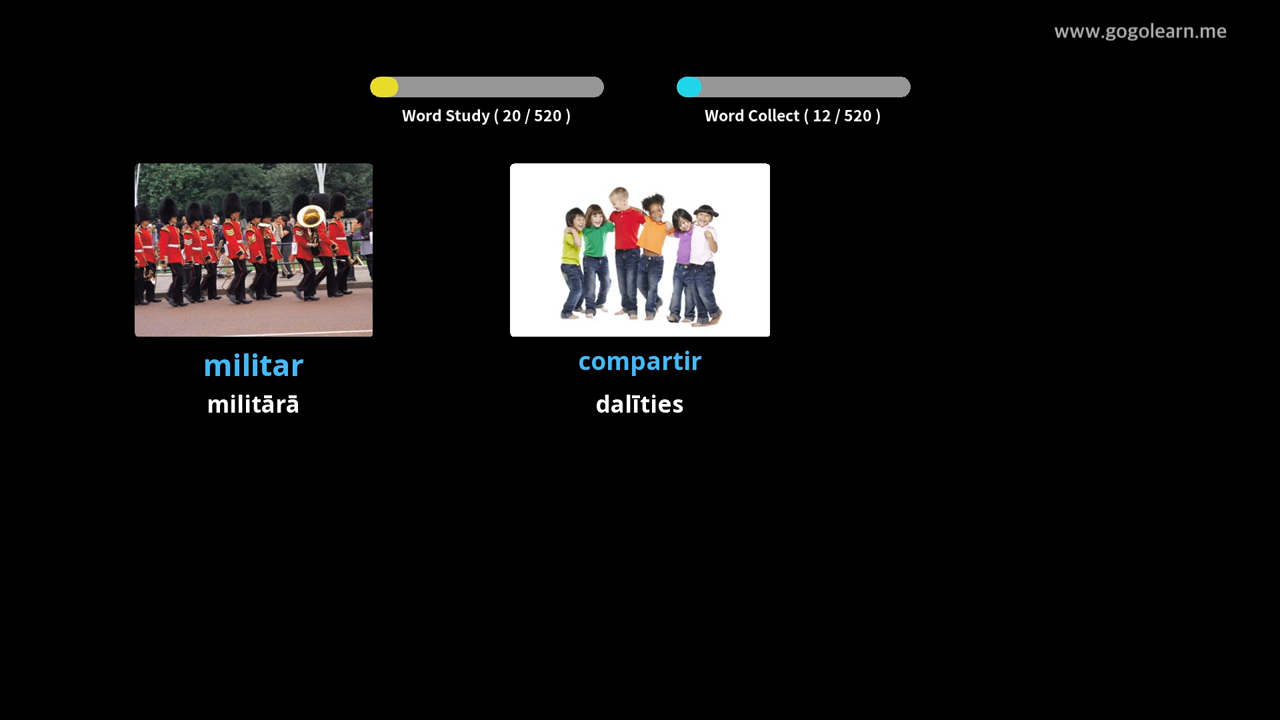 www.gogolearn.me
Word Study ( 20 / 520 )
Word Collect ( 12 / 520 )
militar
militārā
compartir
dalīties